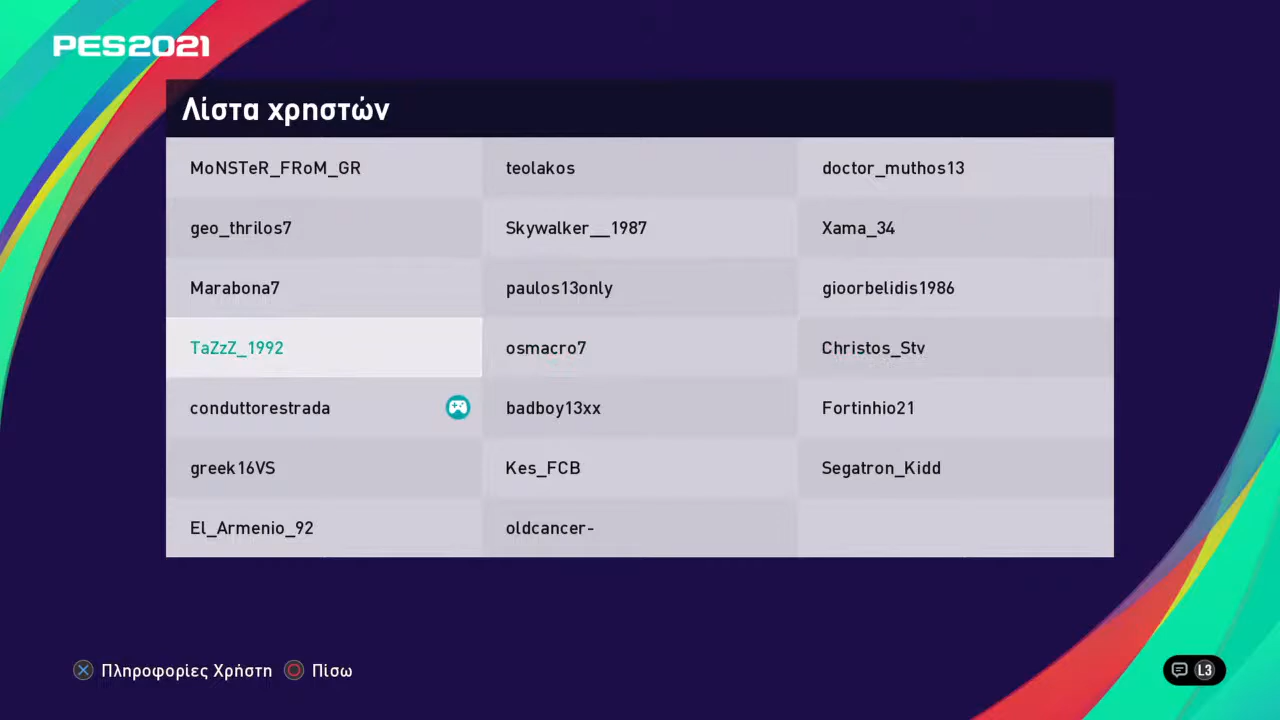 PES2021
Λίστα χρηστών
MoNSTeR_FRoM_GR teolakos doctor_muthos13
geo_thrilos7 Skywalker__1987 Xama_34
Marabona7 paulos13only gioorbelidis1986
TaZzZ_1992 osmacro7 Christos_Stv
conduttorestrada badboy13xx Fortinhio21
greek16VS Kes_FCB Segatron_Kidd
El_Armenio_92 oldcancer-
Πληροφορίες Χρήστη Πίσω L3